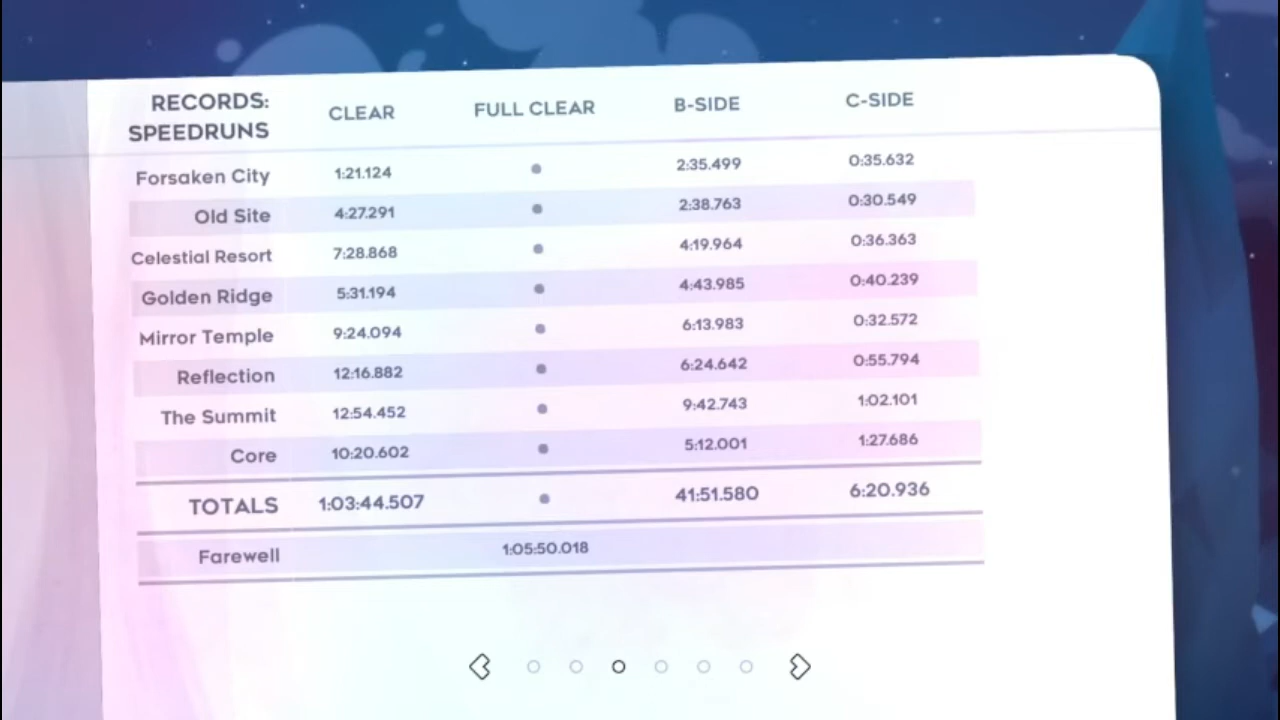 RECORDS: SPEEDRUNS CLEAR FULL CLEAR B-SIDE C-SIDE
Forsaken City 1:21.124 2:35.499 0:35.632
Old Site 4:27.291 2:38.763 0:30.549
Celestial Resort 7:28.868 4:19.964 0:36.363
Golden Ridge 5:31.194 4:43.985 0:40.239
Mirror Temple 9:24.094 6:13.983 0:32.572
Reflection 12:16.882 6:24.642 0:55.794
The Summit 12:54.452 9:42.743 1:02.101
Core 10:20.602 5:12.001 1:27.686
TOTALS 1:03:44.507 41:51.580 6:20.936
Farewell 1:05:50.018